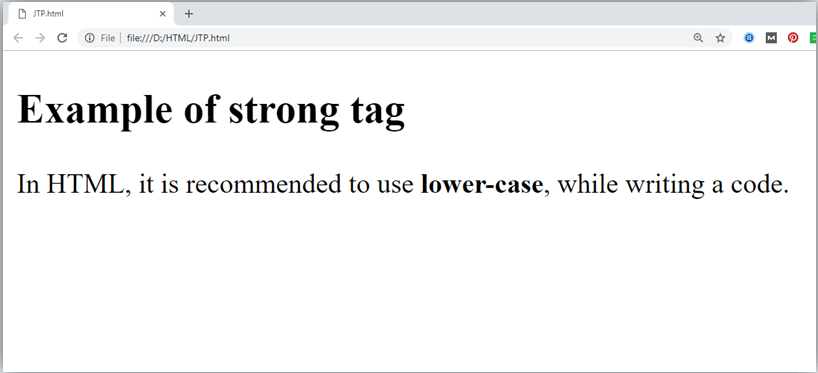 JTP.html
File | file:///D:/HTML/JTP.html
Example of strong tag
In HTML, it is recommended to use lower-case, while writing a code.